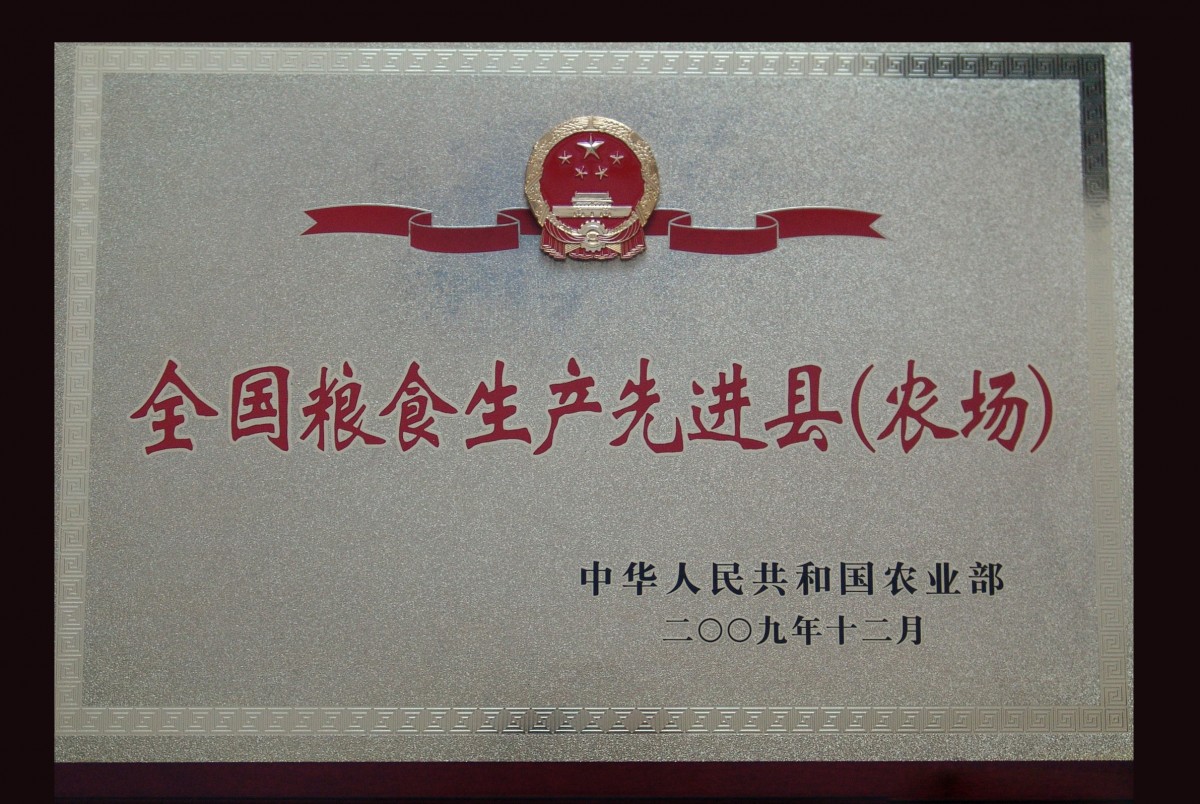 全国粮食生产先进县(农场)
中华人民共和国农业部
二〇〇九年十二月